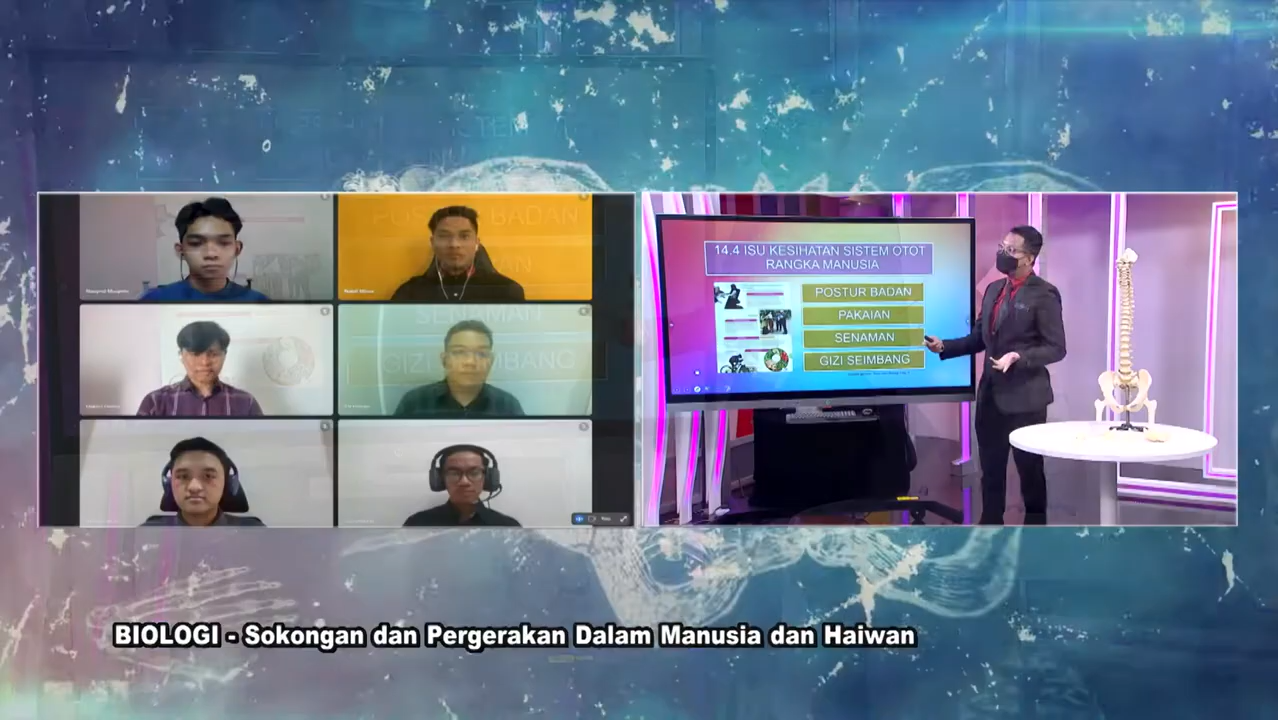 14.4 ISU KESIHATAN SISTEM OTOT
RANGKA MANUSIA
POSTUR BADAN
PAKAIAN
SENAMAN
GIZI SEIMBANG
BIOLOGI - Sokongan dan Pergerakan Dalam Manusia dan Haiwan